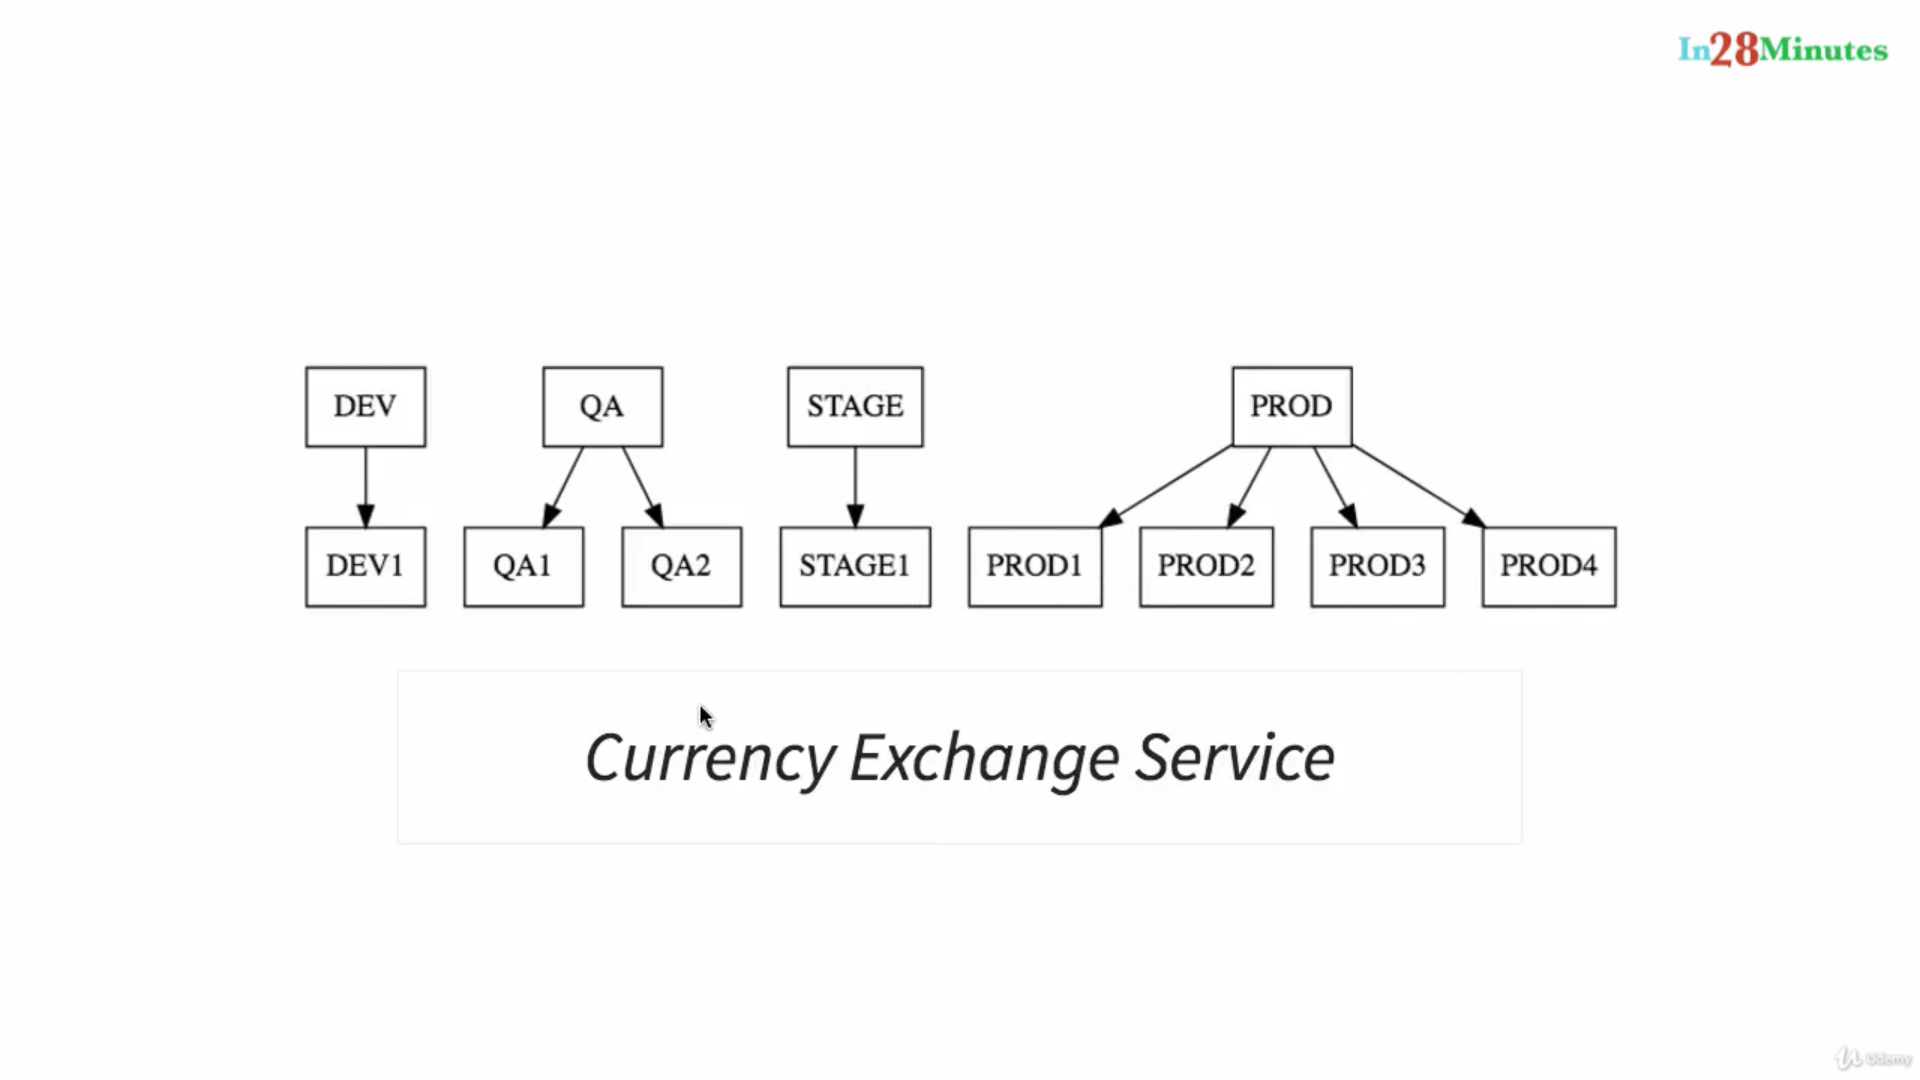 In28Minutes
DEV QA STAGE PROD
DEV1 QA1 QA2 STAGE1 PROD1 PROD2 PROD3 PROD4
Currency Exchange Service
Udemy